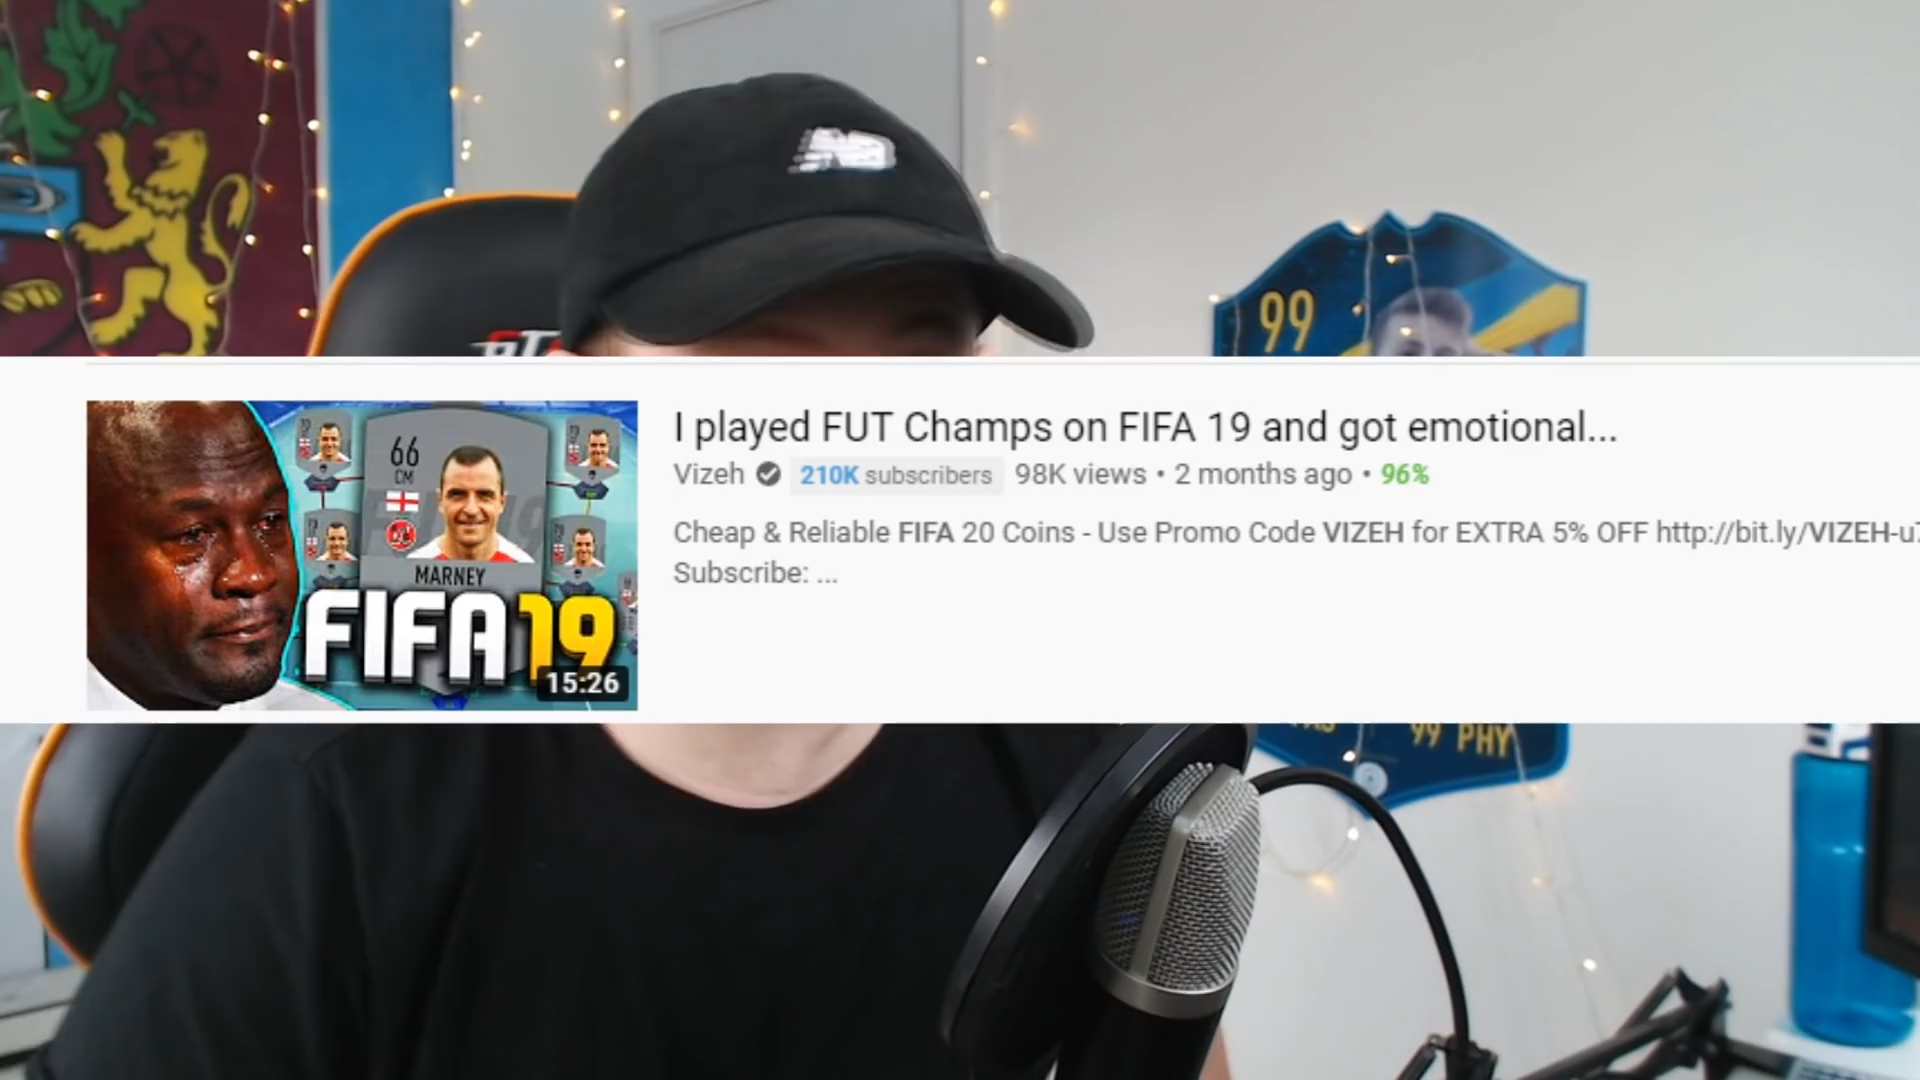 99
I played FUT Champs on FIFA 19 and got emotional...
Vizeh 210K subscribers 98K views • 2 months ago • 96%
Cheap & Reliable FIFA 20 Coins - Use Promo Code VIZEH for EXTRA 5% OFF http://bit.ly/VIZEH-u
Subscribe: ...
66
CM
MARNEY
FIFA 19
15:26
99 PHY